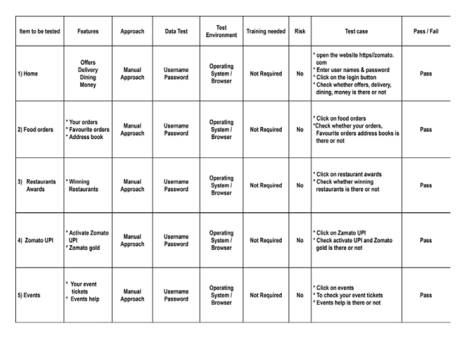 Item to be tested Features Approach Data Test Test Environment Training needed Risk Test case Pass / Fail
1) Home
Offers
Delivery
Dining
Money
Manual
Approach
Username
Password
Operating
System /
Browser
Not Required
No
* open the website https//zomato.
com
* Enter user names & password
* Click on the login button
* Check whether offers, delivery,
dining, money is there or not
Pass
2) Food orders
* Your orders
* Favourite orders
* Address book
Manual
Approach
Username
Password
Operating
System /
Browser
Not Required
No
* Click on food orders
* Check whether your orders,
Favourite orders address books is
there or not
Pass
3) Restaurants
Awards
* Winning
Restaurants
Manual
Approach
Username
Password
Operating
System /
Browser
Not Required
No
* Click on restaurant awards
* Check whether winning
restaurants is there or not
Pass
4) Zomato UPI
* Activate Zomato
UPI
* Zomato gold
Manual
Approach
Username
Password
Operating
System /
Browser
Not Required
No
* Click on Zamato UPI
* Check activate UPI and Zomato
gold is there or not
Pass
5) Events
* Your event
tickets
* Events help
Manual
Approach
Username
Password
Operating
System /
Browser
Not Required
No
* Click on events
* To check your event tickets
* Events help is there or not
Pass